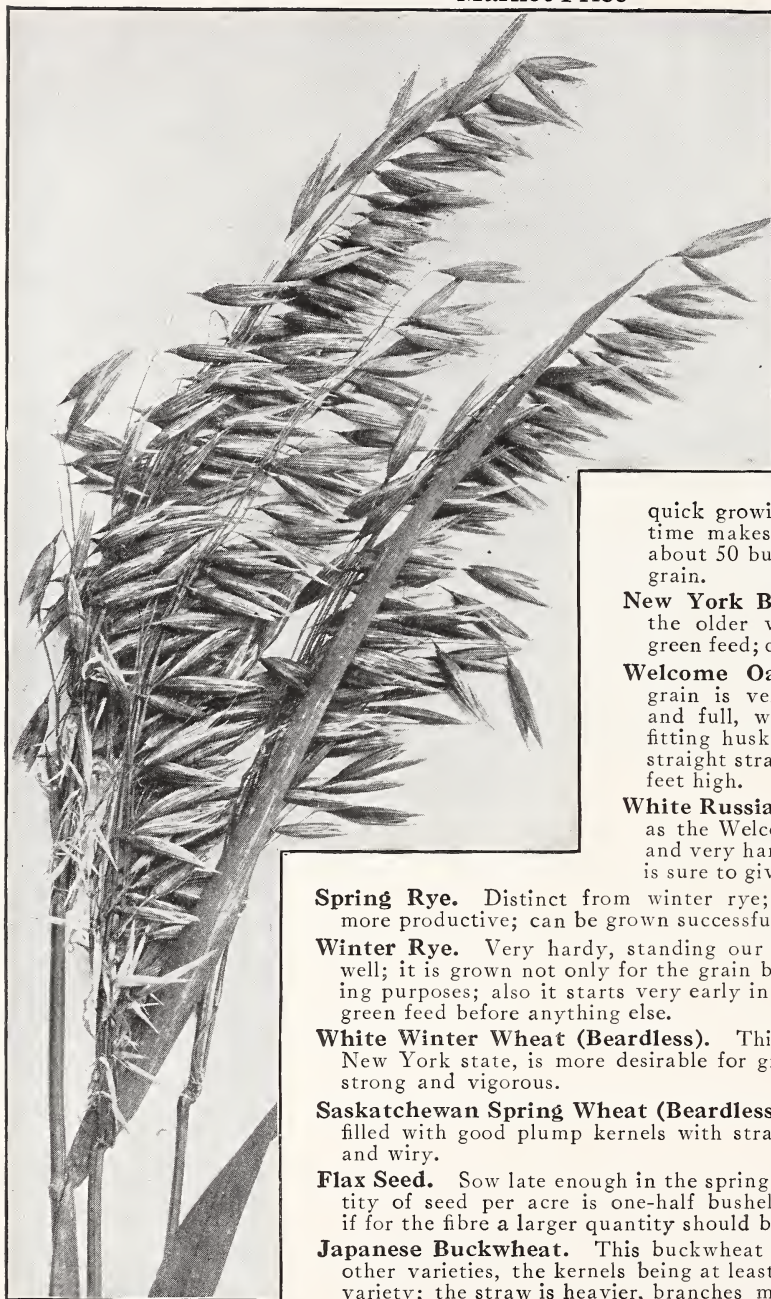 quick growi
time makes
about 50 bu
grain.
New York B
the older v
green feed; c
Welcome Oa
grain is ve
and full, w
fitting husk
straight stra
feet high.
White Russia
as the Welco
and very har
is sure to giv
Spring Rye. Distinct from winter rye;
more productive; can be grown successfu
Winter Rye. Very hardy, standing our
well; it is grown not only for the grain b
ing purposes; also it starts very early in
green feed before anything else.
White Winter Wheat (Beardless). Thi
New York state, is more desirable for g
strong and vigorous.
Saskatchewan Spring Wheat (Beardless
filled with good plump kernels with stra
and wiry.
Flax Seed. Sow late enough in the spring
tity of seed per acre is one-half bushel
if for the fibre a larger quantity should b
Japanese Buckwheat. This buckwheat
other varieties, the kernels being at least
variety; the straw is heavier, branches m